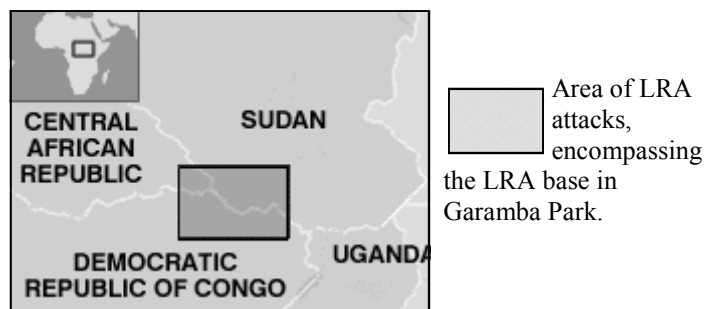 CENTRAL
AFRICAN
REPUBLIC
SUDAN
DEMOCRATIC
REPUBLIC OF CONGO
UGANDA
Area of LRA
attacks,
encompassing
the LRA base in
Garamba Park.